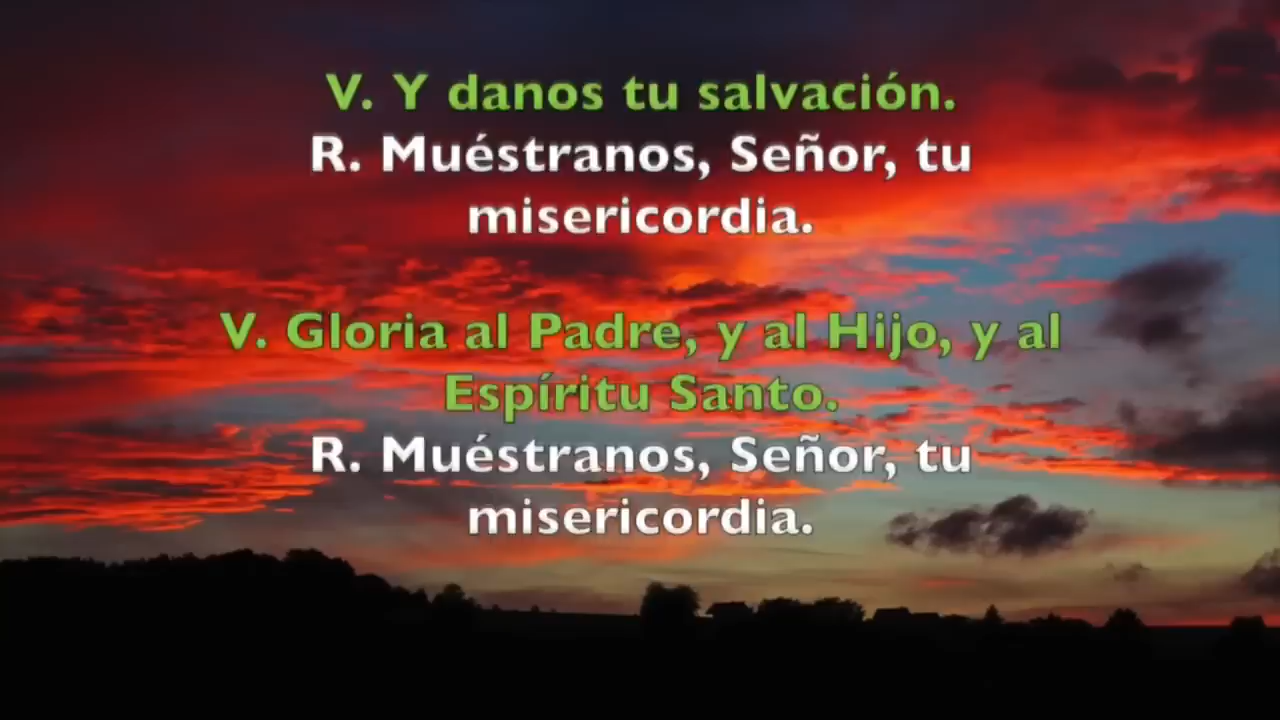 V. Y danos tu salvación.
R. Muéstranos, Señor, tu
misericordia.
V. Gloria al Padre, y al Hijo, y al
Espíritu Santo.
R. Muéstranos, Señor, tu
misericordia.